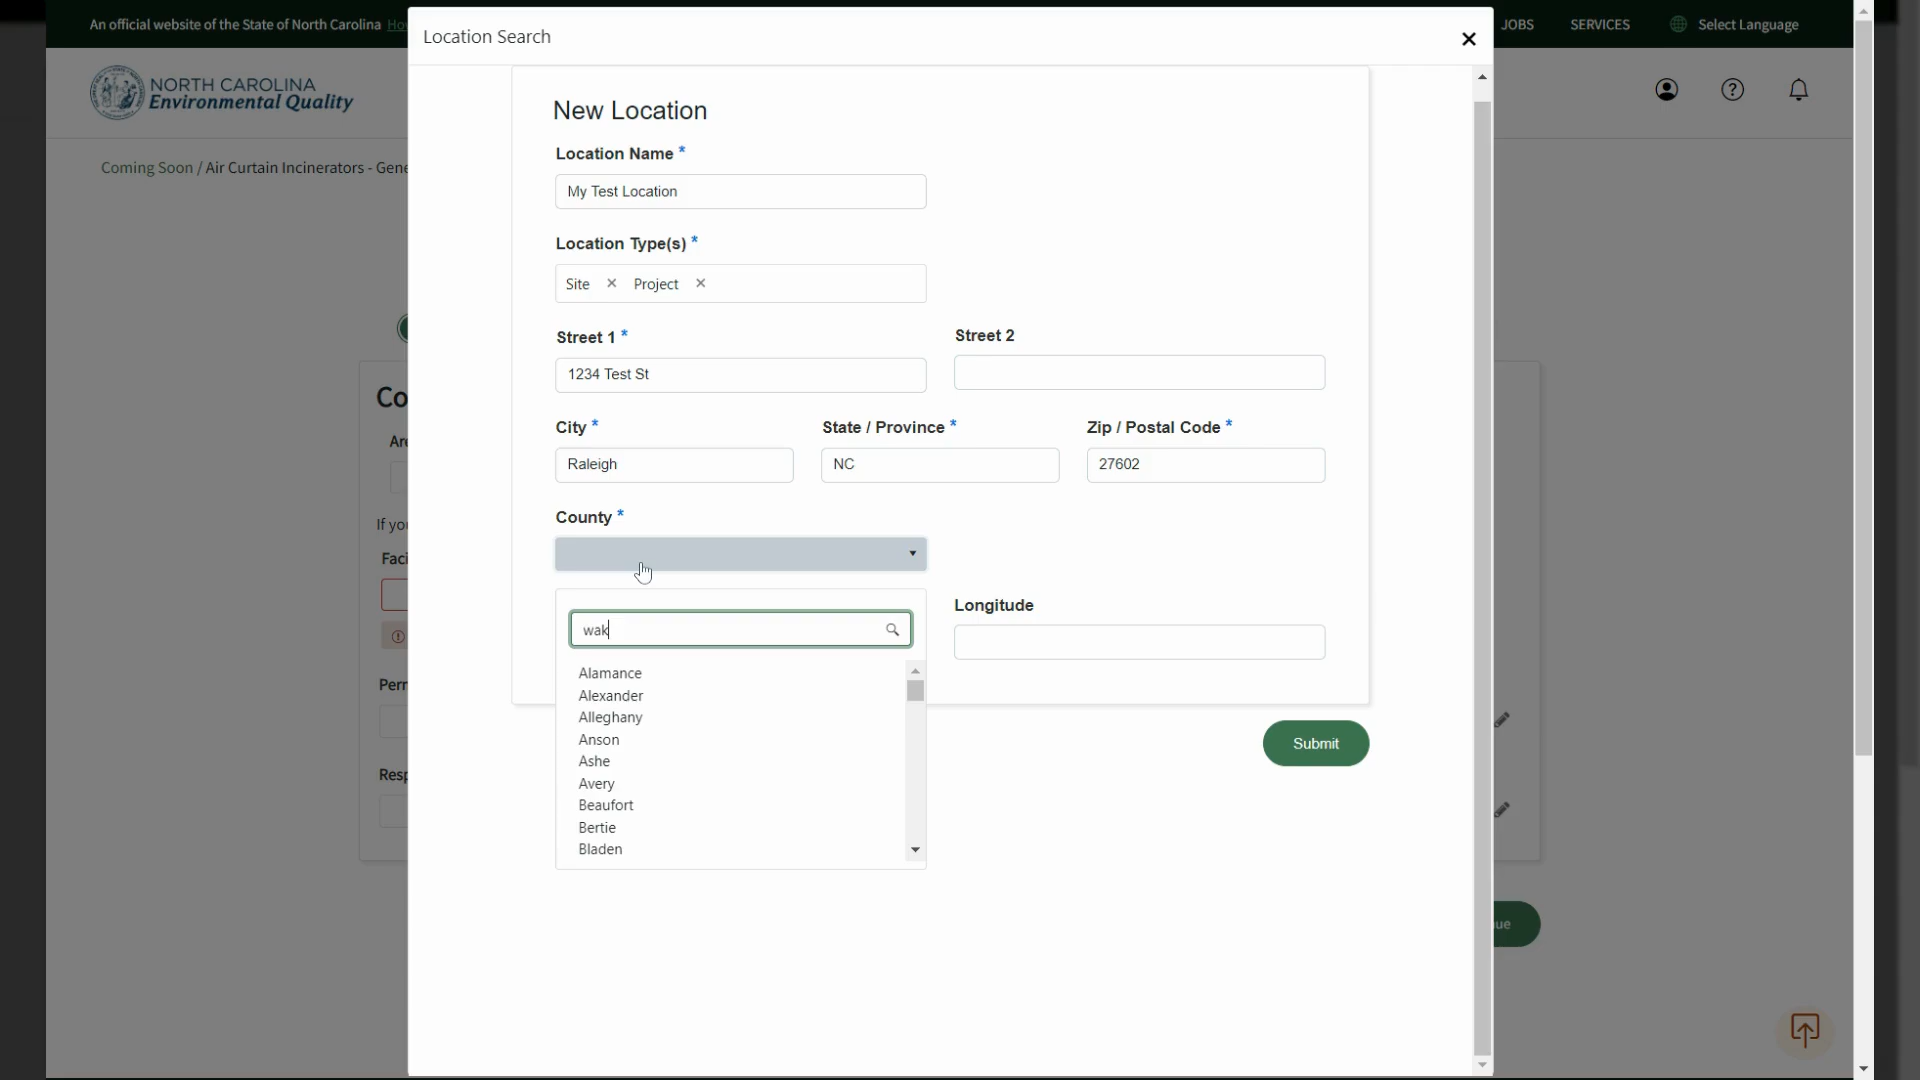 An official website of the State of North Carolina
JOBS
SERVICES
Select Language
NORTH CAROLINA
Environmental Quality
Coming Soon / Air Curtain Incinerators -
Location Search
New Location
Location Name *
My Test Location
Location Type(s) *
Site × Project ×
Street 1 *
Street 2
1234 Test St
City *
State / Province *
Zip / Postal Code *
Raleigh
NC
27602
County *
Longitude
wak
Alamance
Alexander
Alleghany
Anson
Ashe
Avery
Beaufort
Bertie
Bladen
Submit
If